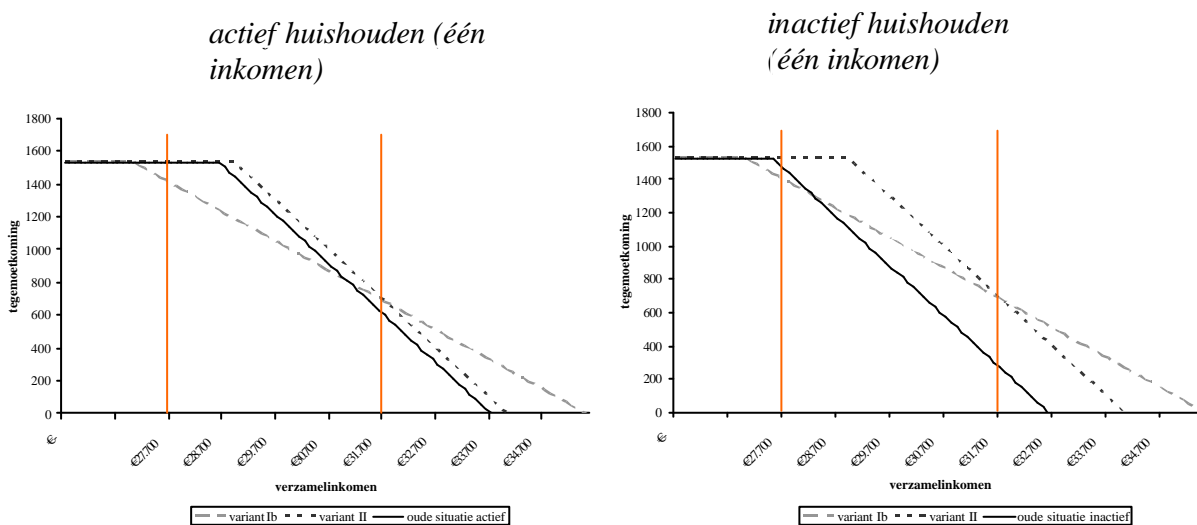 actief huishouden (één
inkomen)
1800
1600
1400
1200
1000
800
600
400
200
0
tegemoetkoming
€-
€27.700
€28.700
€29.700
€30.700
€31.700
€32.700
€33.700
€34.700
verzamelinkomen
variant Ib
variant II
oude situatie actief
inactief huishouden
(één inkomen)
1800
1600
1400
1200
1000
800
600
400
200
0
tegemoetkoming
€-
€27.700
€28.700
€29.700
€30.700
€31.700
€32.700
€33.700
€34.700
verzamelinkomen
variant Ib
variant II
oude situatie inactief